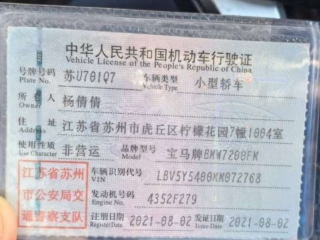 中华人民共和国机动车行驶证
Vehicle License of the People's Republic of China
号牌号码 苏U701Q7 车辆类型 小型轿车
Plate No. Vehicle Type
所有人 杨倩倩
Owner
住址 江苏省苏州市虎丘区柠檬花园7幢1004室
Address
使用性质 非营运 品牌型号 宝马牌BMW7200FK
Use Character Model
江苏省苏州市公安局交通警察支队
车辆识别代号 LBV5Y5400KM072768
VIN
发动机号码 4352F279
Engine No.
注册日期 2021-08-02 发证日期 2021-08-02
Register Date Issue Date